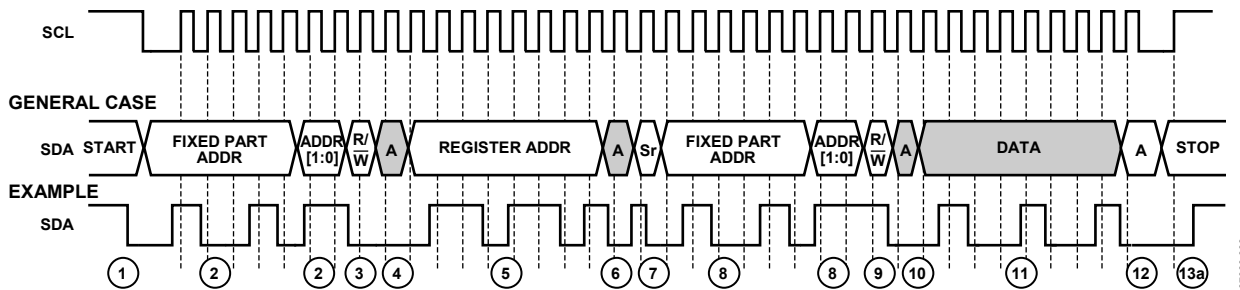 SCL
GENERAL CASE
SDA START FIXED PART ADDR ADDR [1:0] R/W A REGISTER ADDR A Sr FIXED PART ADDR ADDR [1:0] R/W A DATA A STOP
EXAMPLE
SDA
1 2 2 3 4 5 6 7 8 8 9 10 11 12 13a